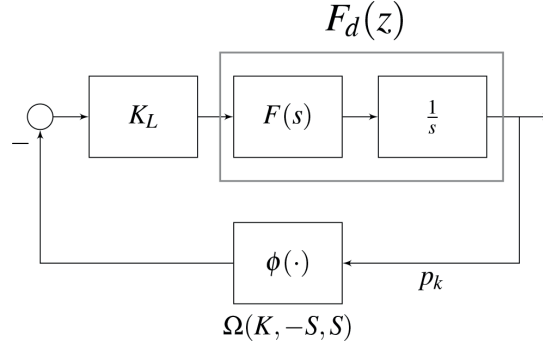 F_d(z)
K_L
F(s)
1/s
−
ϕ(·)
p_k
Ω(K, −S, S)